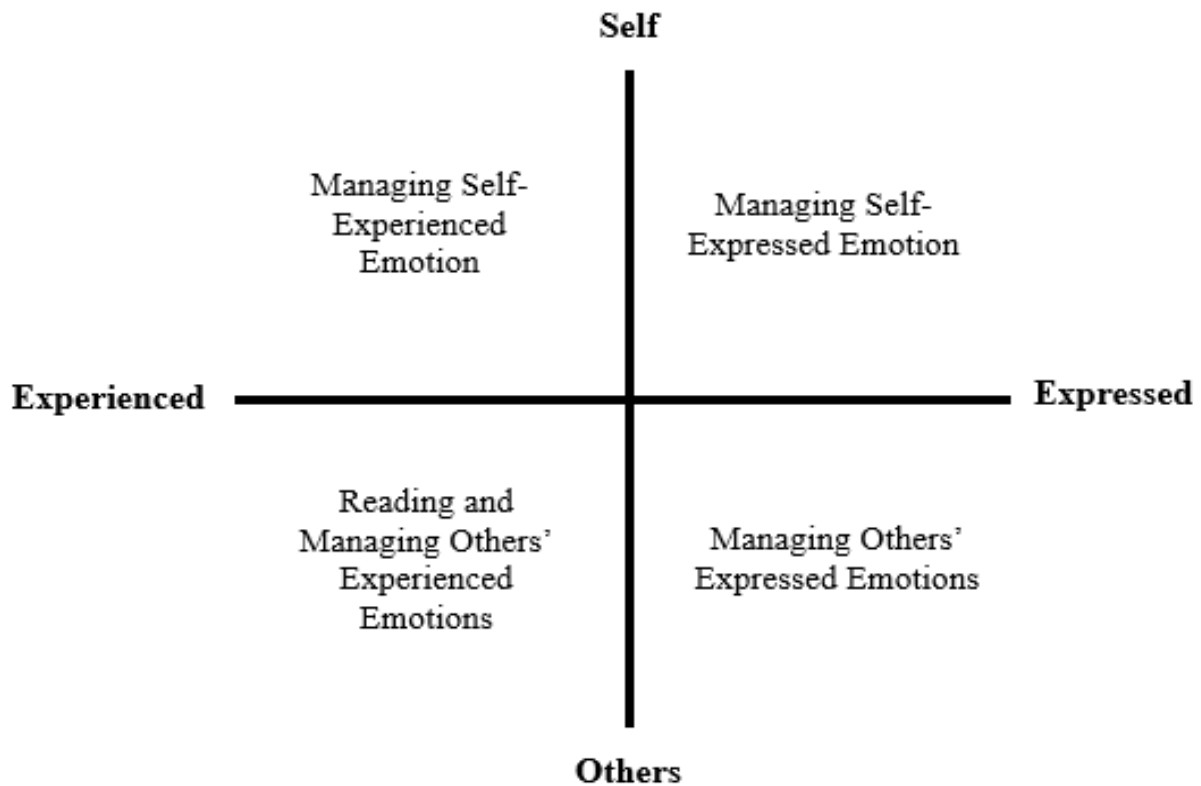 Self
Managing Self-
Experienced
Emotion
Managing Self-
Expressed Emotion
Experienced
Expressed
Reading and
Managing Others’
Experienced
Emotions
Managing Others’
Expressed Emotions
Others